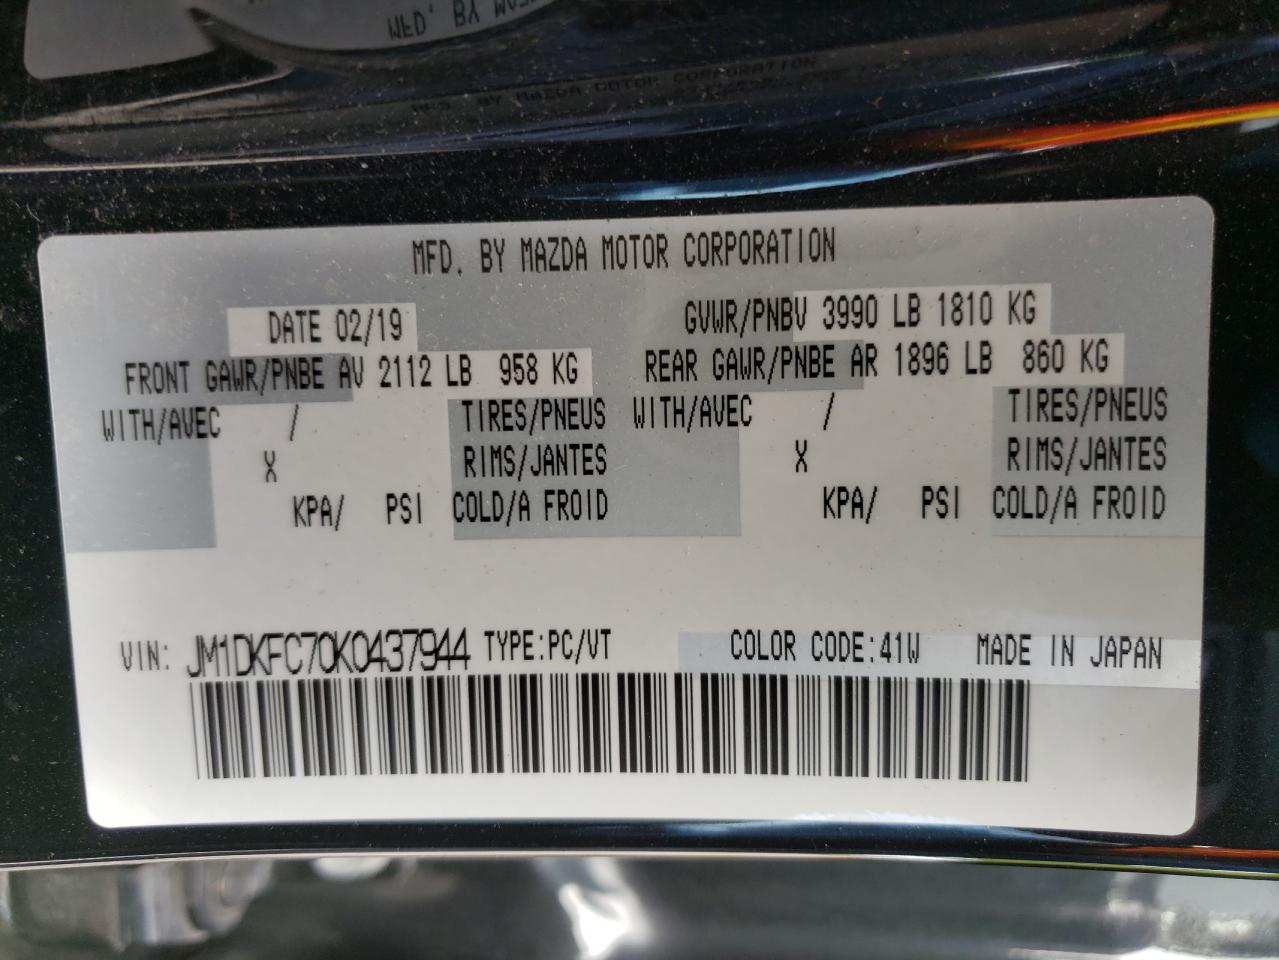 MFD. BY MAZDA MOTOR CORPORATION
DATE 02/19 GVWR/PNBV 3990 LB 1810 KG
FRONT GAWR/PNBE AV 2112 LB 958 KG REAR GAWR/PNBE AR 1896 LB 860 KG
WITH/AVEC / TIRES/PNEUS WITH/AVEC / TIRES/PNEUS
X RIMS/JANTES X RIMS/JANTES
KPA/ PSI COLD/A FROID KPA/ PSI COLD/A FROID
VIN: JM1DKFC70K0437944 TYPE:PC/VT COLOR CODE:41W MADE IN JAPAN